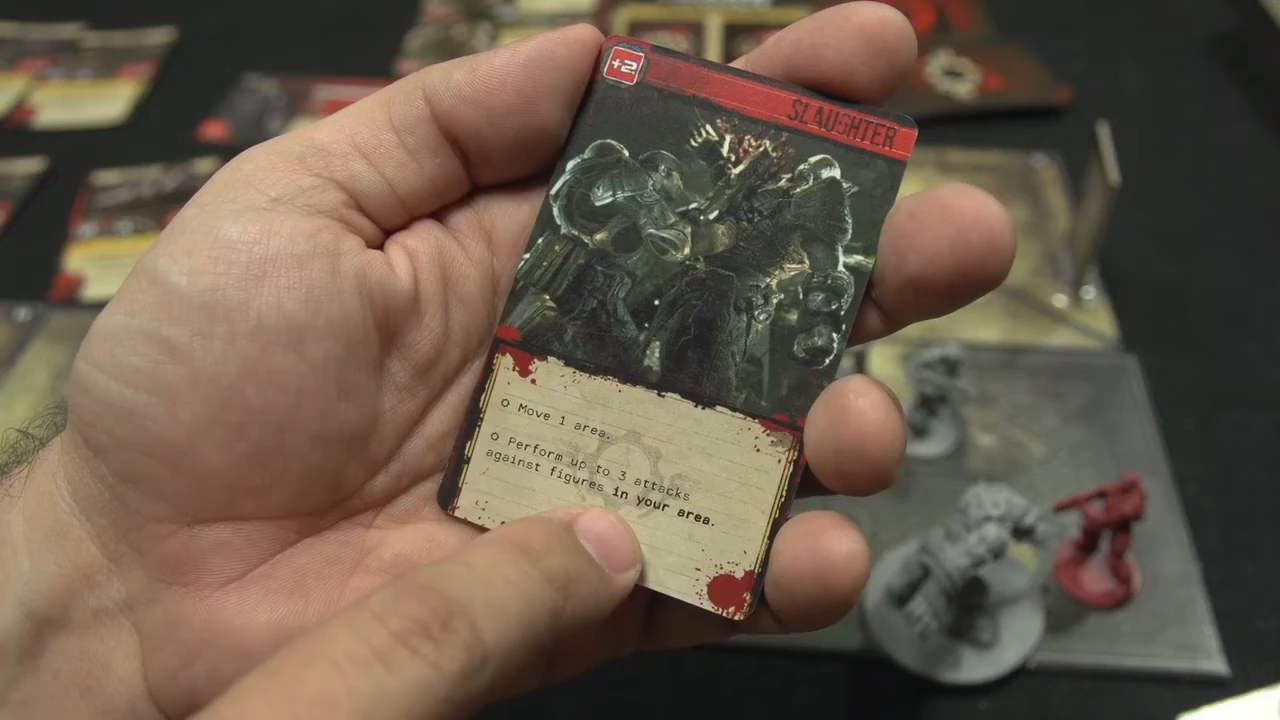 +2
SLAUGHTER
O Move 1 area.
O Perform up to 3 attacks
against figures in your area.